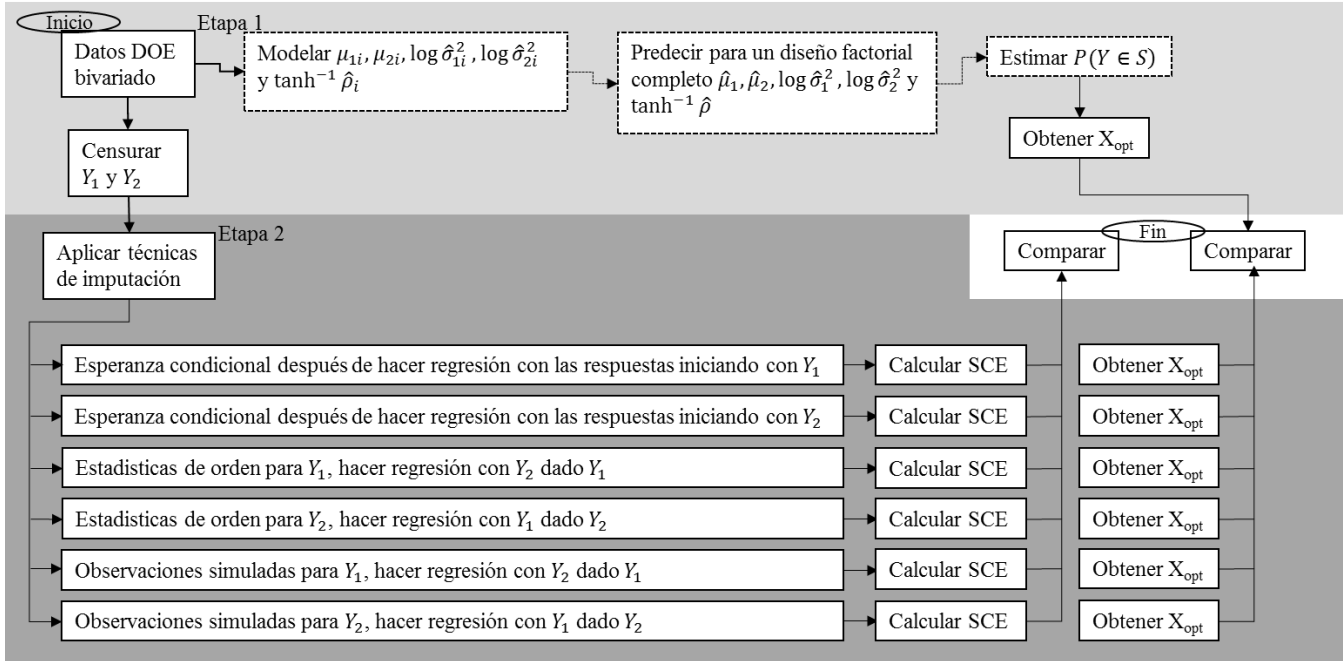 Inicio
Etapa 1
Datos DOE
bivariado
Modelar μ₁ᵢ, μ₂ᵢ, log σ̂²₁ᵢ, log σ̂²₂ᵢ
y tanh⁻¹ ρ̂ᵢ
Predecir para un diseño factorial
completo μ̂₁, μ̂₂, log σ̂₁², log σ̂₂² y
tanh⁻¹ ρ̂
Estimar P(Y ∈ S)
Obtener Xₒₚₜ
Censurar
Y₁ y Y₂
Etapa 2
Aplicar técnicas
de imputación
Fin
Comparar
Comparar
Esperanza condicional después de hacer regresión con las respuestas iniciando con Y₁
Calcular SCE
Obtener Xₒₚₜ
Esperanza condicional después de hacer regresión con las respuestas iniciando con Y₂
Calcular SCE
Obtener Xₒₚₜ
Estadisticas de orden para Y₁, hacer regresión con Y₂ dado Y₁
Calcular SCE
Obtener Xₒₚₜ
Estadisticas de orden para Y₂, hacer regresión con Y₁ dado Y₂
Calcular SCE
Obtener Xₒₚₜ
Observaciones simuladas para Y₁, hacer regresión con Y₂ dado Y₁
Calcular SCE
Obtener Xₒₚₜ
Observaciones simuladas para Y₂, hacer regresión con Y₁ dado Y₂
Calcular SCE
Obtener Xₒₚₜ